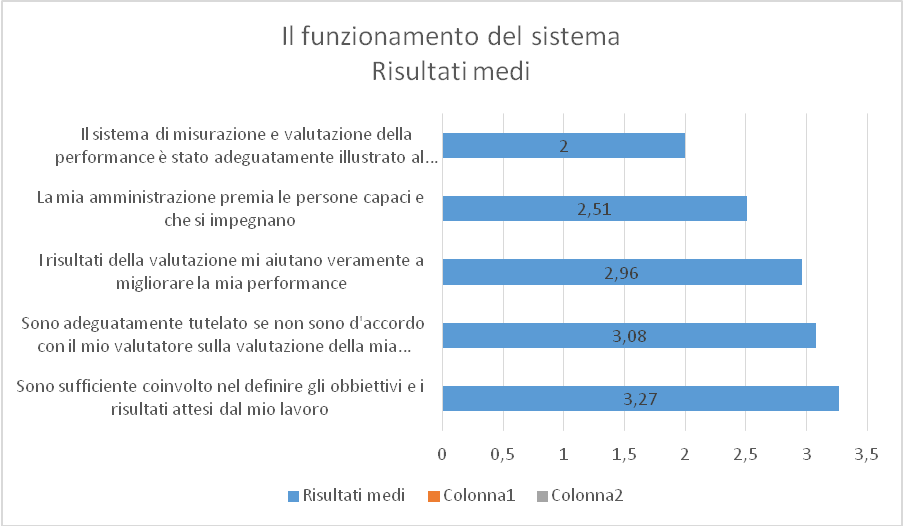 Il funzionamento del sistema
Risultati medi
Il sistema di misurazione e valutazione della
performance è stato adeguatamente illustrato al...
2
La mia amministrazione premia le persone capaci e
che si impegnano
2,51
I risultati della valutazione mi aiutano veramente a
migliorare la mia performance
2,96
Sono adeguatamente tutelato se non sono d'accordo
con il mio valutatore sulla valutazione della mia...
3,08
Sono sufficiente coinvolto nel definire gli obbiettivi e i
risultati attesi dal mio lavoro
3,27
0 0,5 1 1,5 2 2,5 3 3,5
Risultati medi Colonna1 Colonna2